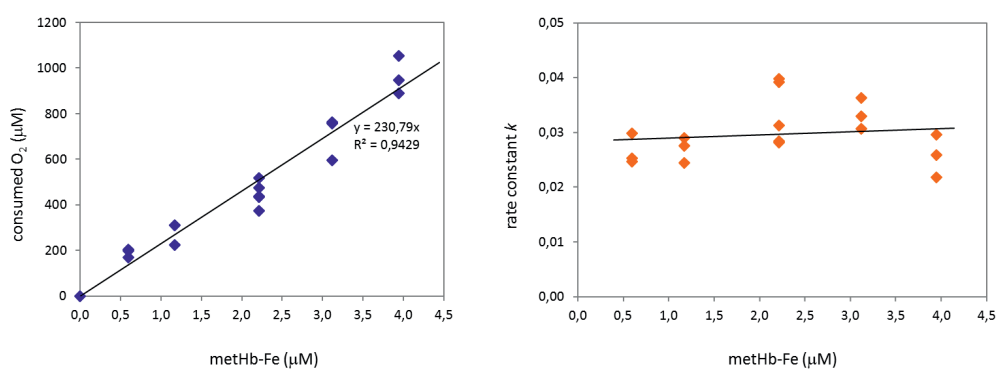 consumed O2 (μM)
1200
1000
800
600
400
200
0
y = 230,79x
R² = 0,9429
0,0 0,5 1,0 1,5 2,0 2,5 3,0 3,5 4,0 4,5
metHb-Fe (μM)
rate constant k
0,05
0,04
0,03
0,02
0,01
0,00
0,0 0,5 1,0 1,5 2,0 2,5 3,0 3,5 4,0 4,5
metHb-Fe (μM)